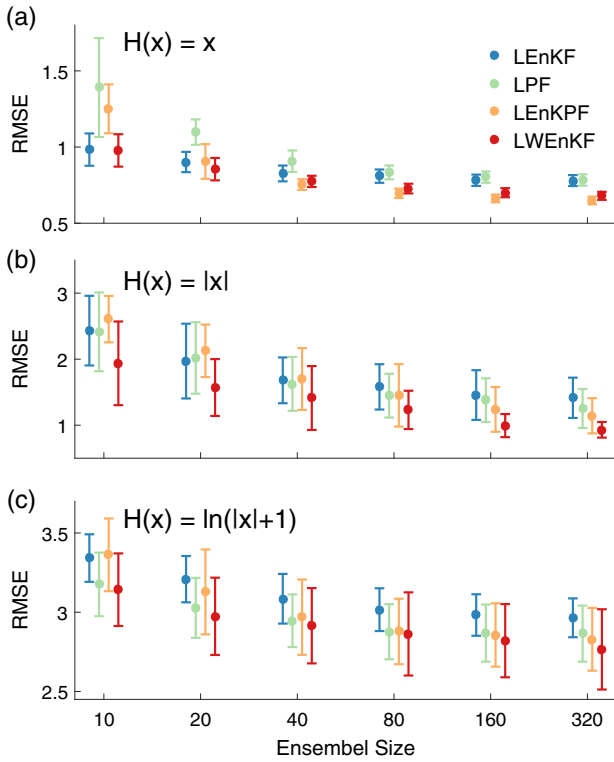 (a)
H(x) = x
LEnKF
LPF
LEnKPF
LWEnKF
RMSE
1.5
1
0.5
(b)
H(x) = |x|
RMSE
3
2
1
(c)
H(x) = ln(|x|+1)
RMSE
3.5
3
2.5
10 20 40 80 160 320
Ensembel Size